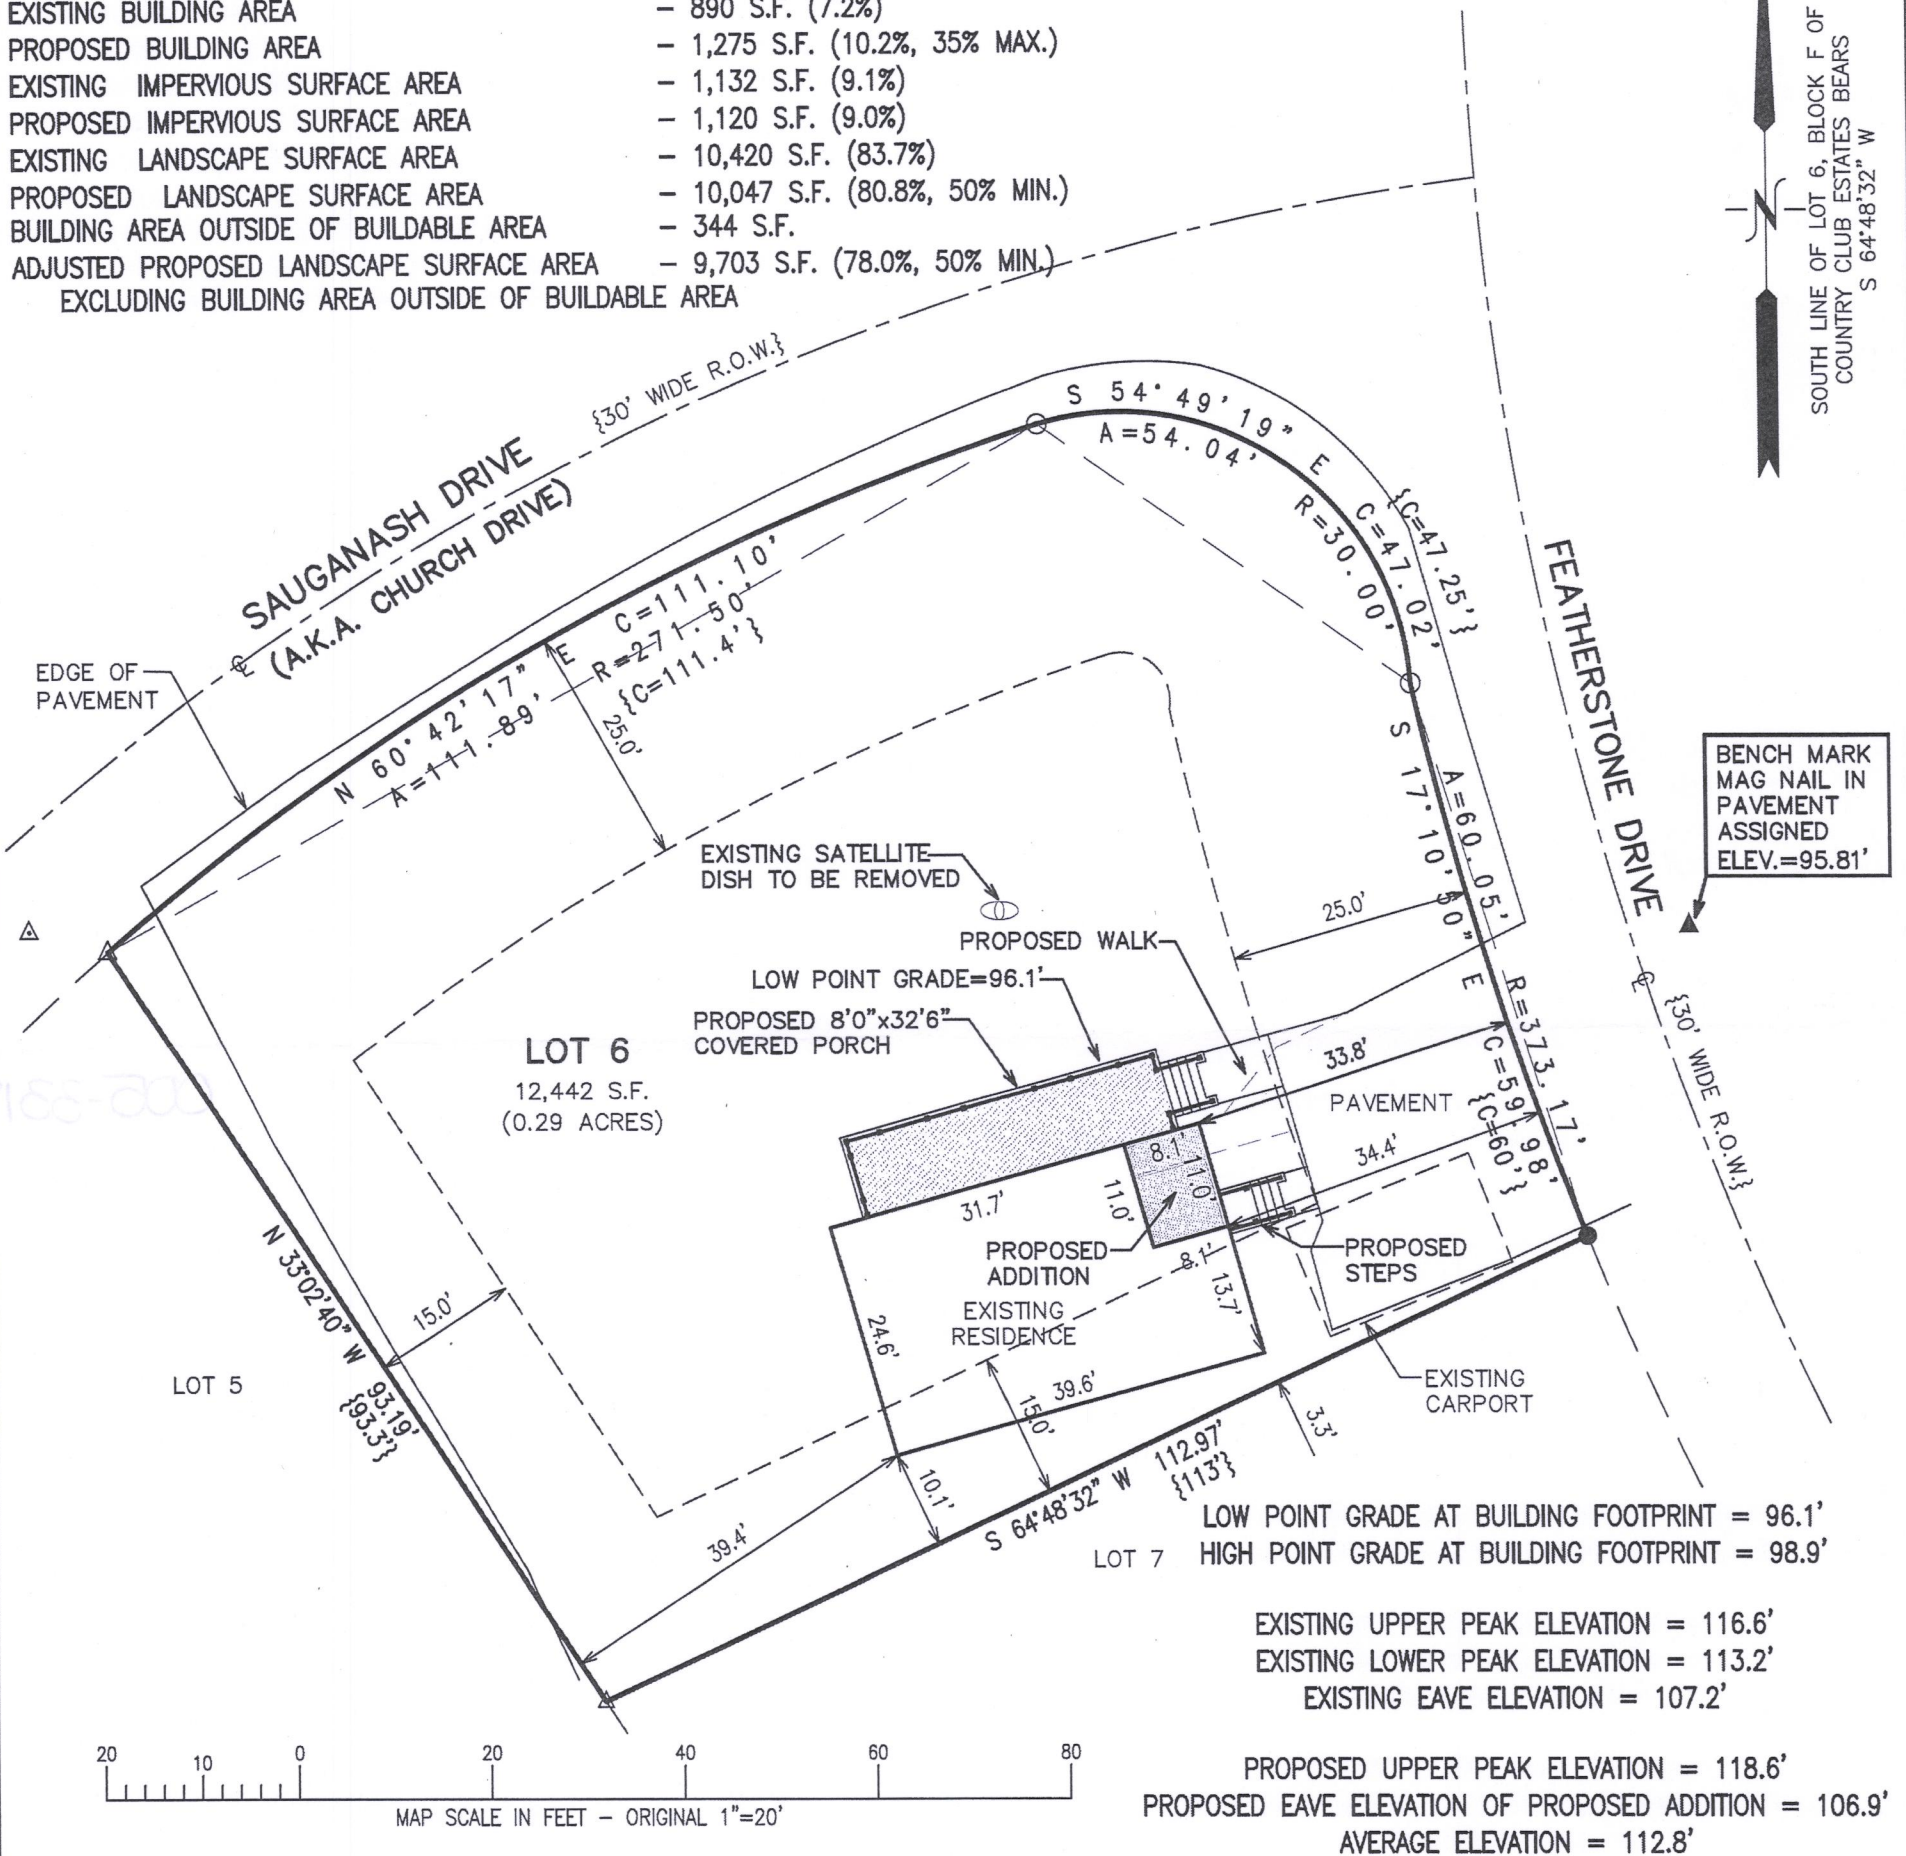 EXISTING BUILDING AREA - 890 S.F. (7.2%)
PROPOSED BUILDING AREA - 1,275 S.F. (10.2%, 35% MAX.)
EXISTING IMPERVIOUS SURFACE AREA - 1,132 S.F. (9.1%)
PROPOSED IMPERVIOUS SURFACE AREA - 1,120 S.F. (9.0%)
EXISTING LANDSCAPE SURFACE AREA - 10,420 S.F. (83.7%)
PROPOSED LANDSCAPE SURFACE AREA - 10,047 S.F. (80.8%, 50% MIN.)
BUILDING AREA OUTSIDE OF BUILDABLE AREA - 344 S.F.
ADJUSTED PROPOSED LANDSCAPE SURFACE AREA - 9,703 S.F. (78.0%, 50% MIN.)
EXCLUDING BUILDING AREA OUTSIDE OF BUILDABLE AREA
N
SOUTH LINE OF LOT 6, BLOCK F OF
COUNTRY CLUB ESTATES BEARS
S 64°48'32" W
{30' WIDE R.O.W.}
SAUGANASH DRIVE
(A.K.A. CHURCH DRIVE)
EDGE OF
PAVEMENT
S 54°49'19" E
A=54.04'
C=47.02'
R=30.00'
{C=47.25'}
N 60°42'17" E
C=111.10'
A=111.89'
R=271.50'
{C=111.4'}
25.0'
FEATHERSTONE DRIVE
{30' WIDE R.O.W.}
BENCH MARK
MAG NAIL IN
PAVEMENT
ASSIGNED
ELEV.=95.81'
S 17°10'50" E
A=60.05'
R=373.17'
C=59.98'
{C=60'}
EXISTING SATELLITE
DISH TO BE REMOVED
25.0'
PROPOSED WALK
LOW POINT GRADE=96.1'
PROPOSED 8'0"x32'6"
COVERED PORCH
LOT 6
12,442 S.F.
(0.29 ACRES)
33.8'
PAVEMENT
34.4'
8.1'
11.0'
11.0'
31.7'
8.1'
13.7'
PROPOSED
ADDITION
PROPOSED
STEPS
EXISTING
RESIDENCE
24.6'
39.6'
15.0'
EXISTING
CARPORT
3.3'
N 33°02'40" W
93.19'
{93.3'}
15.0'
LOT 5
10.1'
39.4'
S 64°48'32" W 112.97'
{113'}
LOT 7
LOW POINT GRADE AT BUILDING FOOTPRINT = 96.1'
HIGH POINT GRADE AT BUILDING FOOTPRINT = 98.9'
EXISTING UPPER PEAK ELEVATION = 116.6'
EXISTING LOWER PEAK ELEVATION = 113.2'
EXISTING EAVE ELEVATION = 107.2'
PROPOSED UPPER PEAK ELEVATION = 118.6'
PROPOSED EAVE ELEVATION OF PROPOSED ADDITION = 106.9'
AVERAGE ELEVATION = 112.8'
20 10 0 20 40 60 80
MAP SCALE IN FEET - ORIGINAL 1"=20'